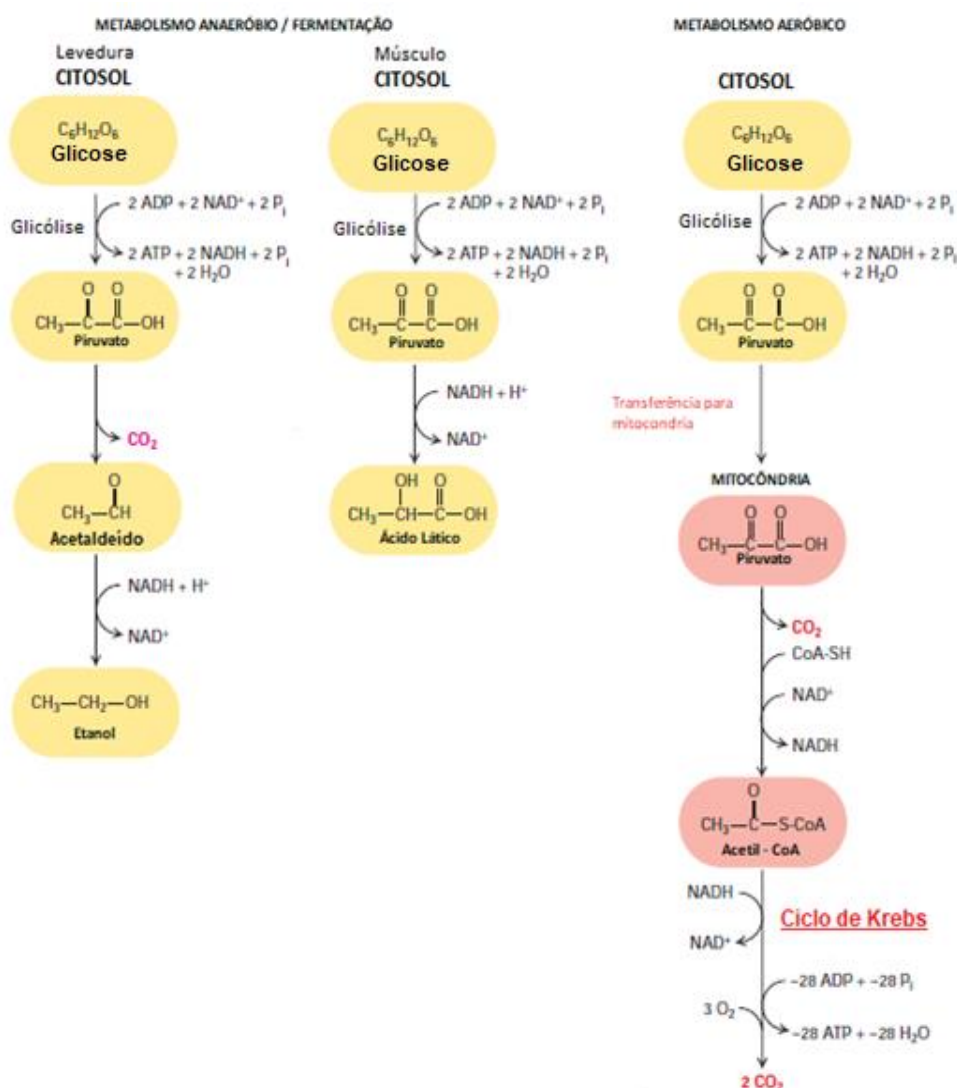 METABOLISMO ANAERÓBIO / FERMENTAÇÃO
Levedura
CITOSOL
C₆H₁₂O₆
Glicose
Glicólise
2 ADP + 2 NAD⁺ + 2 Pᵢ
2 ATP + 2 NADH + 2 Pᵢ
+ 2 H₂O
O O
CH₃—C—C—OH
Piruvato
CO₂
O
CH₃—CH
Acetaldeído
NADH + H⁺
NAD⁺
CH₃—CH₂—OH
Etanol
Músculo
CITOSOL
C₆H₁₂O₆
Glicose
Glicólise
2 ADP + 2 NAD⁺ + 2 Pᵢ
2 ATP + 2 NADH + 2 Pᵢ
+ 2 H₂O
O O
CH₃—C—C—OH
Piruvato
NADH + H⁺
NAD⁺
OH O
CH₃—CH—C—OH
Ácido Lático
METABOLISMO AERÓBICO
CITOSOL
C₆H₁₂O₆
Glicose
Glicólise
2 ADP + 2 NAD⁺ + 2 Pᵢ
2 ATP + 2 NADH + 2 Pᵢ
+ 2 H₂O
O O
CH₃—C—C—OH
Piruvato
Transferência para
mitocondria
MITOCÔNDRIA
O O
CH₃—C—C—OH
Piruvato
CO₂
CoA-SH
NAD⁺
NADH
O
CH₃—C—S-CoA
Acetil - CoA
NADH
NAD⁺
Ciclo de Krebs
~28 ADP + ~28 Pᵢ
3 O₂
~28 ATP + ~28 H₂O
2 CO₂